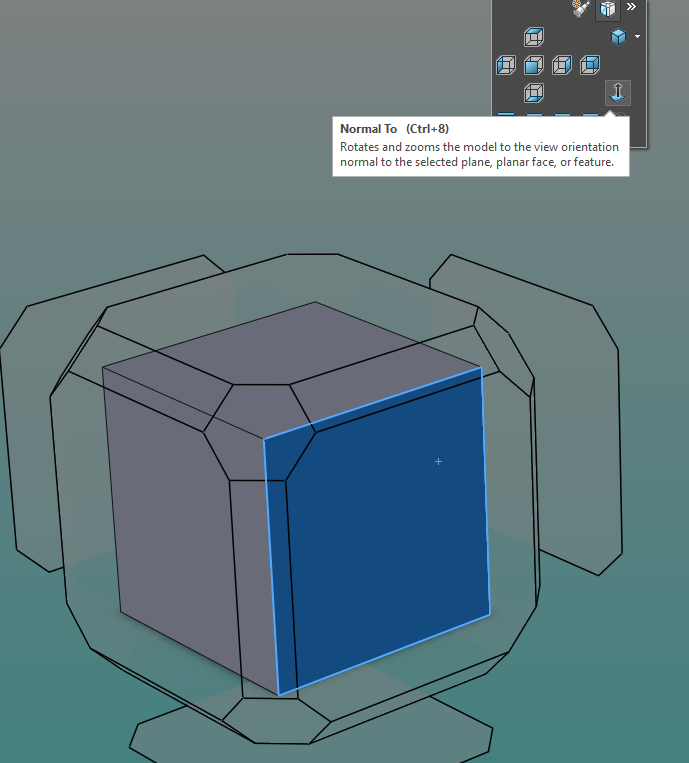 »
Normal To (Ctrl+8)
Rotates and zooms the model to the view orientation
normal to the selected plane, planar face, or feature.